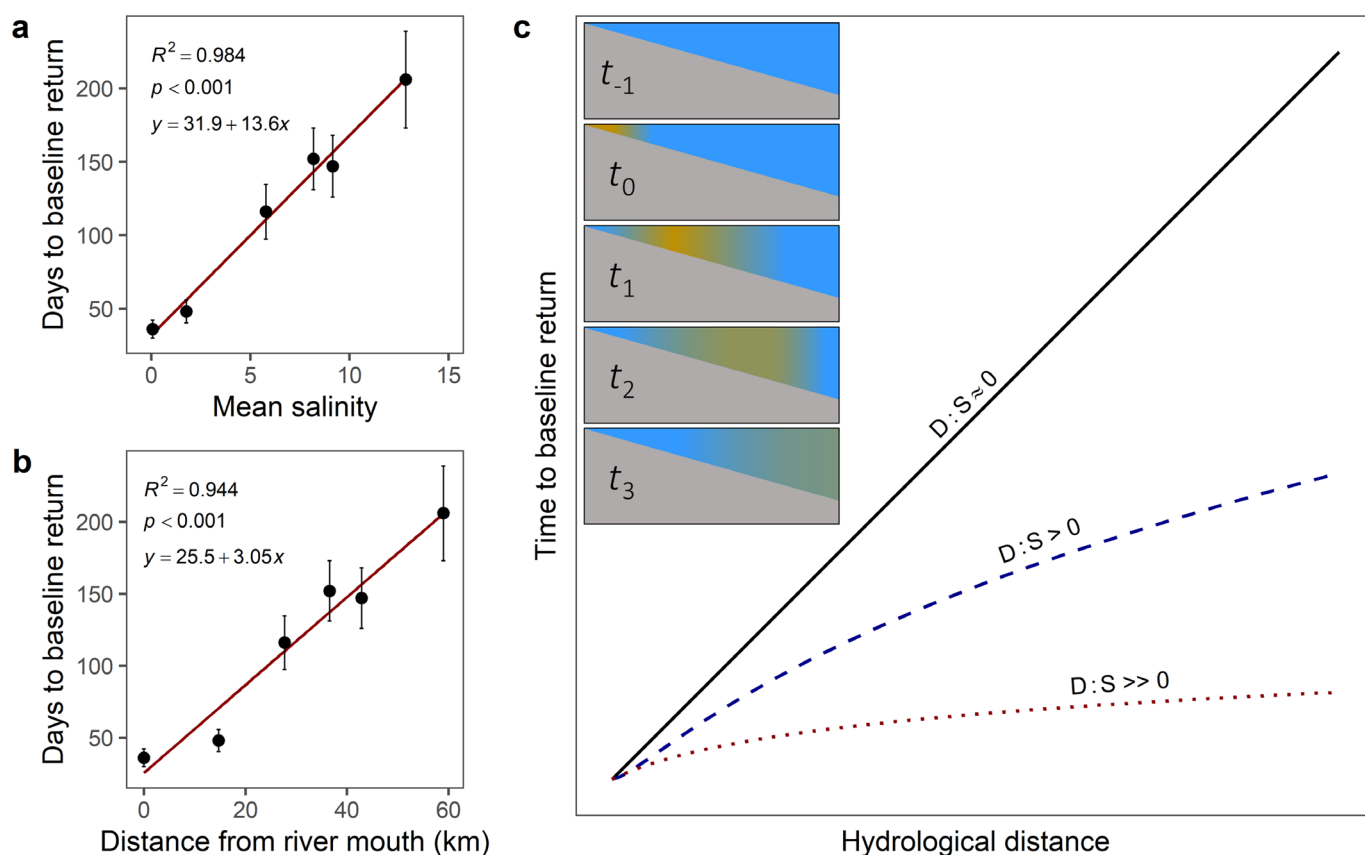 a
R² = 0.984
p < 0.001
y = 31.9 + 13.6x
Days to baseline return
200
150
100
50
0
5
10
15
Mean salinity
b
R² = 0.944
p < 0.001
y = 25.5 + 3.05x
Days to baseline return
200
150
100
50
0
20
40
60
Distance from river mouth (km)
c
t₋₁
t₀
t₁
t₂
t₃
Time to baseline return
D:S ≈ 0
D:S > 0
D:S >> 0
Hydrological distance